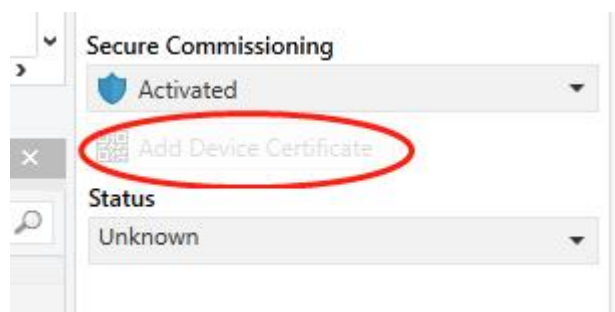 Secure Commissioning
Activated
Add Device Certificate
Status
Unknown